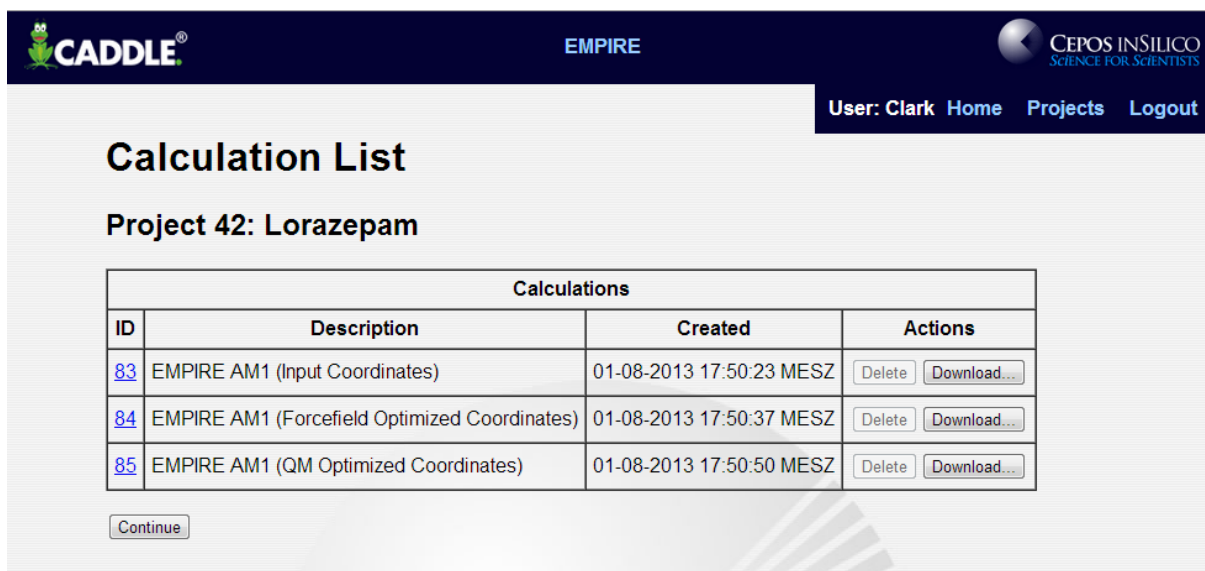 CADDLE®
EMPIRE
CEPOS INSILICO
SCIENCE FOR SCIENTISTS
User: Clark Home Projects Logout
Calculation List
Project 42: Lorazepam
Calculations
ID Description Created Actions
83 EMPIRE AM1 (Input Coordinates) 01-08-2013 17:50:23 MESZ Delete Download...
84 EMPIRE AM1 (Forcefield Optimized Coordinates) 01-08-2013 17:50:37 MESZ Delete Download...
85 EMPIRE AM1 (QM Optimized Coordinates) 01-08-2013 17:50:50 MESZ Delete Download...
Continue